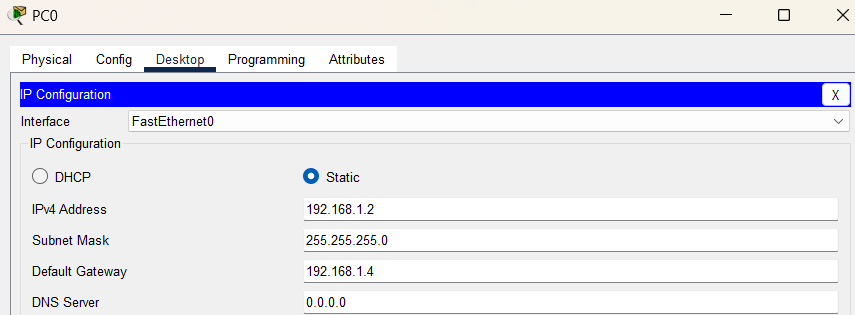 PC0
Physical Config Desktop Programming Attributes
IP Configuration X
Interface FastEthernet0
IP Configuration
DHCP Static
IPv4 Address 192.168.1.2
Subnet Mask 255.255.255.0
Default Gateway 192.168.1.4
DNS Server 0.0.0.0